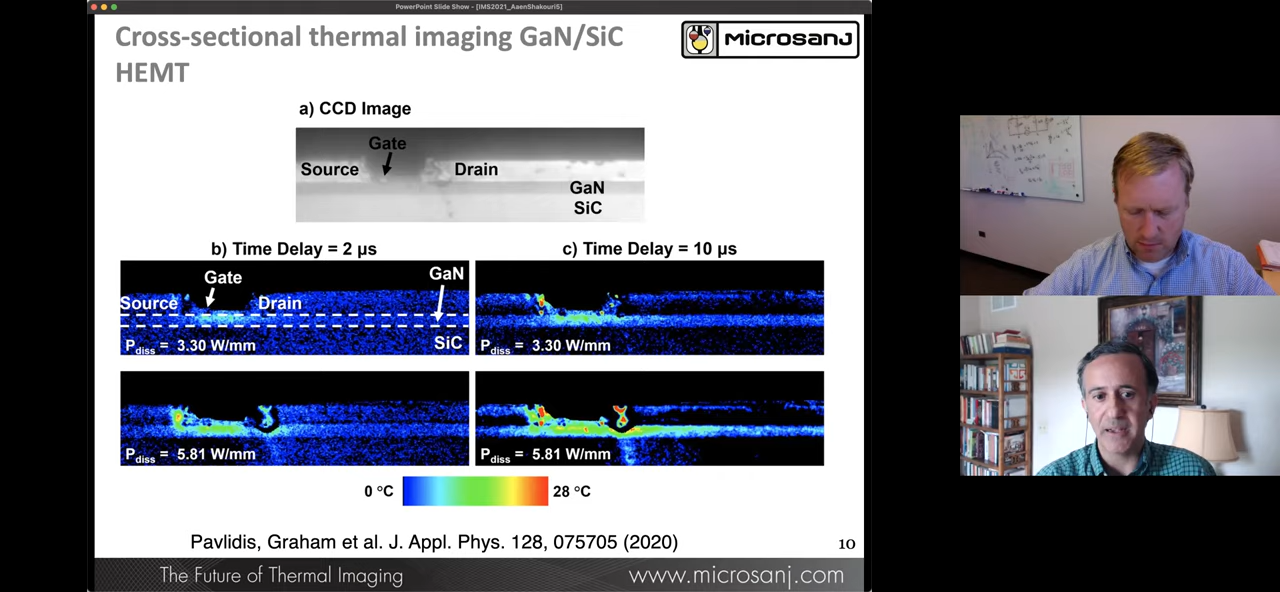 PowerPoint Slide Show - [IMS2021_AaenShakouri5]
Cross-sectional thermal imaging GaN/SiC
HEMT
MICROSANJ
a) CCD Image
Gate
Source
Drain
GaN
SiC
b) Time Delay = 2 µs
c) Time Delay = 10 µs
Gate
GaN
Source
Drain
SiC
Pdiss = 3.30 W/mm
Pdiss = 3.30 W/mm
Pdiss = 5.81 W/mm
Pdiss = 5.81 W/mm
0 °C
28 °C
Pavlidis, Graham et al. J. Appl. Phys. 128, 075705 (2020)
10
The Future of Thermal Imaging
www.microsanj.com